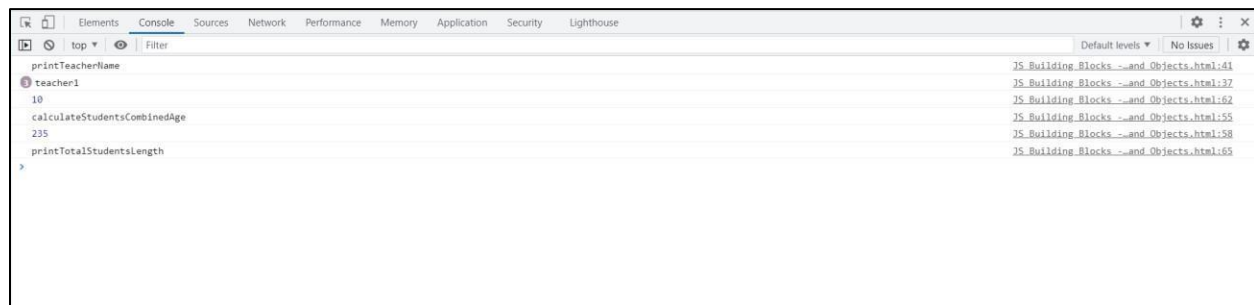 Elements Console Sources Network Performance Memory Application Security Lighthouse
top Filter Default levels No Issues
printTeacherName JS Building Blocks -…and Objects.html:41
3 teacher1 JS Building Blocks -…and Objects.html:37
10 JS Building Blocks -…and Objects.html:62
calculateStudentsCombinedAge JS Building Blocks -…and Objects.html:55
235 JS Building Blocks -…and Objects.html:58
printTotalStudentsLength JS Building Blocks -…and Objects.html:65